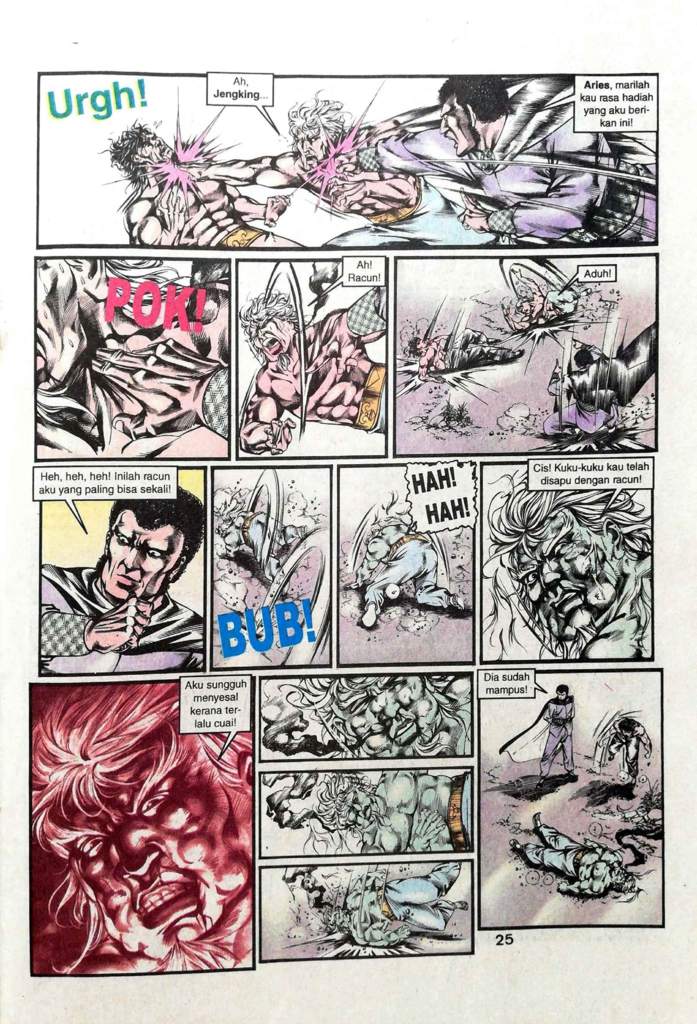 Urgh!
Ah,
Jengking...
Aries, marilah
kau rasa hadiah
yang aku beri-
kan ini!
POK!
Ah!
Racun!
Aduh!
Heh, heh, heh! Inilah racun
aku yang paling bisa sekali!
BUB!
HAH!
HAH!
Cis! Kuku-kuku kau telah
disapu dengan racun!
Aku sungguh
menyesal
kerana ter-
lalu cuai!
Dia sudah
mampus!
25